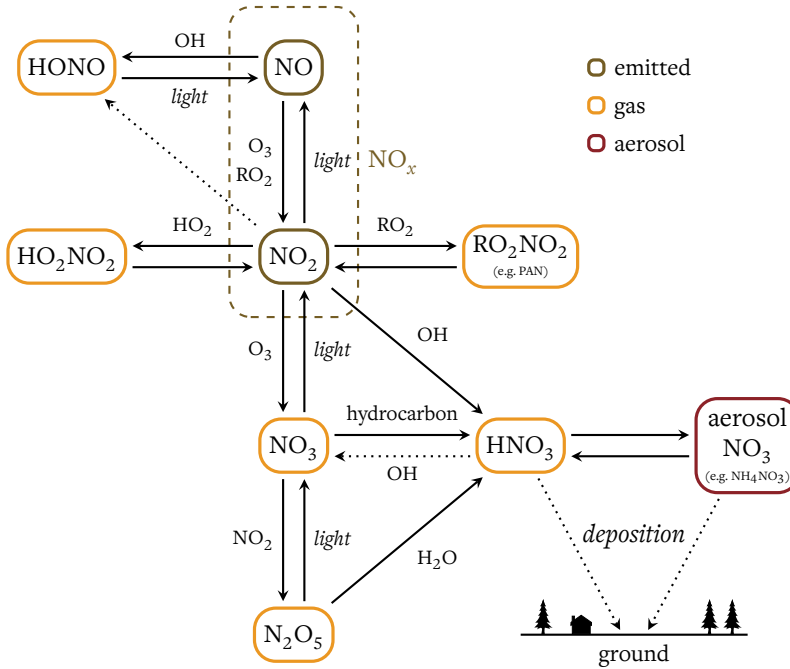 OH
HONO
NO
light
emitted
gas
aerosol
O₃
RO₂
light
NOₓ
HO₂
RO₂
HO₂NO₂
NO₂
RO₂NO₂
(e.g. PAN)
O₃
light
OH
hydrocarbon
NO₃
HNO₃
OH
aerosol
NO₃
(e.g. NH₄NO₃)
NO₂
light
H₂O
deposition
N₂O₅
ground